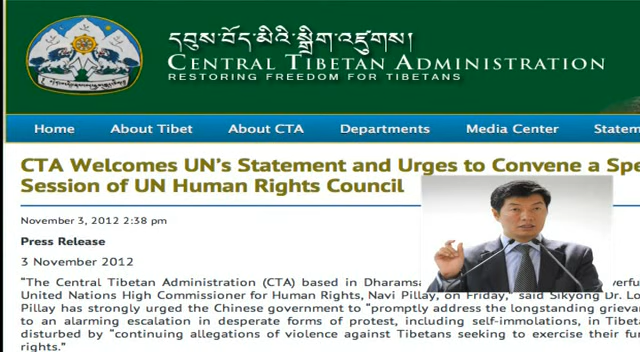 དབུས་བོད་མིའི་སྒྲིག་འཛུགས།
CENTRAL TIBETAN ADMINISTRATION
RESTORING FREEDOM FOR TIBETANS
Home About Tibet About CTA Departments Media Center Statem
CTA Welcomes UN's Statement and Urges to Convene a Spe
Session of UN Human Rights Council
November 3, 2012 2:38 pm
Press Release
3 November 2012
"The Central Tibetan Administration (CTA) based in Dharamsa verfu
United Nations High Commissioner for Human Rights, Navi Pillay, on Friday," said Sikyong Dr. Lo
Pillay has strongly urged the Chinese government to "promptly address the longstanding grieva
to an alarming escalation in desperate forms of protest, including self-immolations, in Tibeta
disturbed by "continuing allegations of violence against Tibetans seeking to exercise their fu
rights."